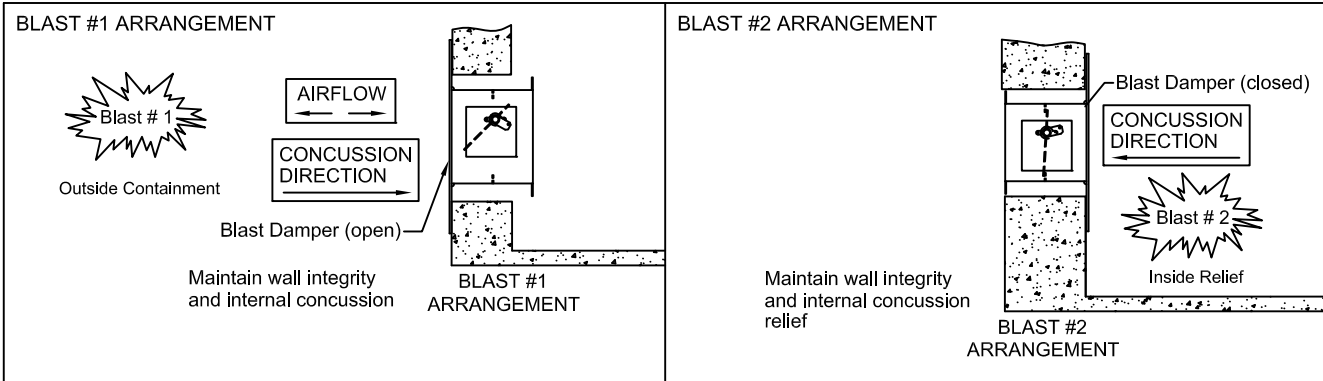 BLAST #1 ARRANGEMENT
Blast # 1
Outside Containment
AIRFLOW
CONCUSSION
DIRECTION
Blast Damper (open)
Maintain wall integrity
and internal concussion
BLAST #1
ARRANGEMENT
BLAST #2 ARRANGEMENT
Blast Damper (closed)
CONCUSSION
DIRECTION
Blast # 2
Inside Relief
Maintain wall integrity
and internal concussion
relief
BLAST #2
ARRANGEMENT